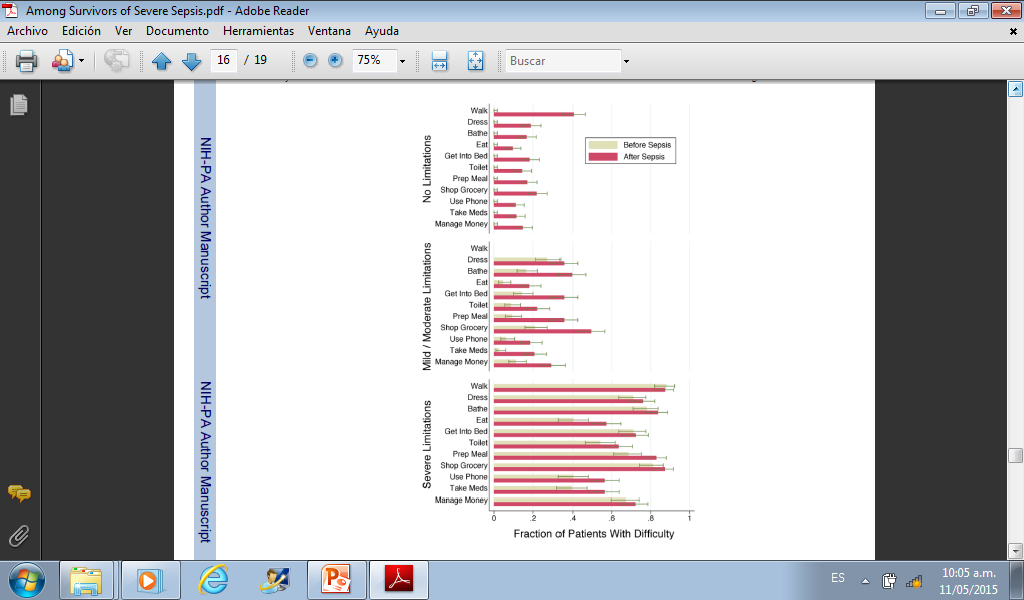 Among Survivors of Severe Sepsis.pdf - Adobe Reader
Archivo Edición Ver Documento Herramientas Ventana Ayuda
16 / 19 75% Buscar
NIH-PA Author Manuscript
NIH-PA Author Manuscript
No Limitations
Walk
Dress
Bathe
Eat
Get Into Bed
Toilet
Prep Meal
Shop Grocery
Use Phone
Take Meds
Manage Money
Before Sepsis
After Sepsis
Mild / Moderate Limitations
Walk
Dress
Bathe
Eat
Get Into Bed
Toilet
Prep Meal
Shop Grocery
Use Phone
Take Meds
Manage Money
Severe Limitations
Walk
Dress
Bathe
Eat
Get Into Bed
Toilet
Prep Meal
Shop Grocery
Use Phone
Take Meds
Manage Money
0 .2 .4 .6 .8 1
Fraction of Patients With Difficulty
ES
10:05 a.m.
11/05/2015